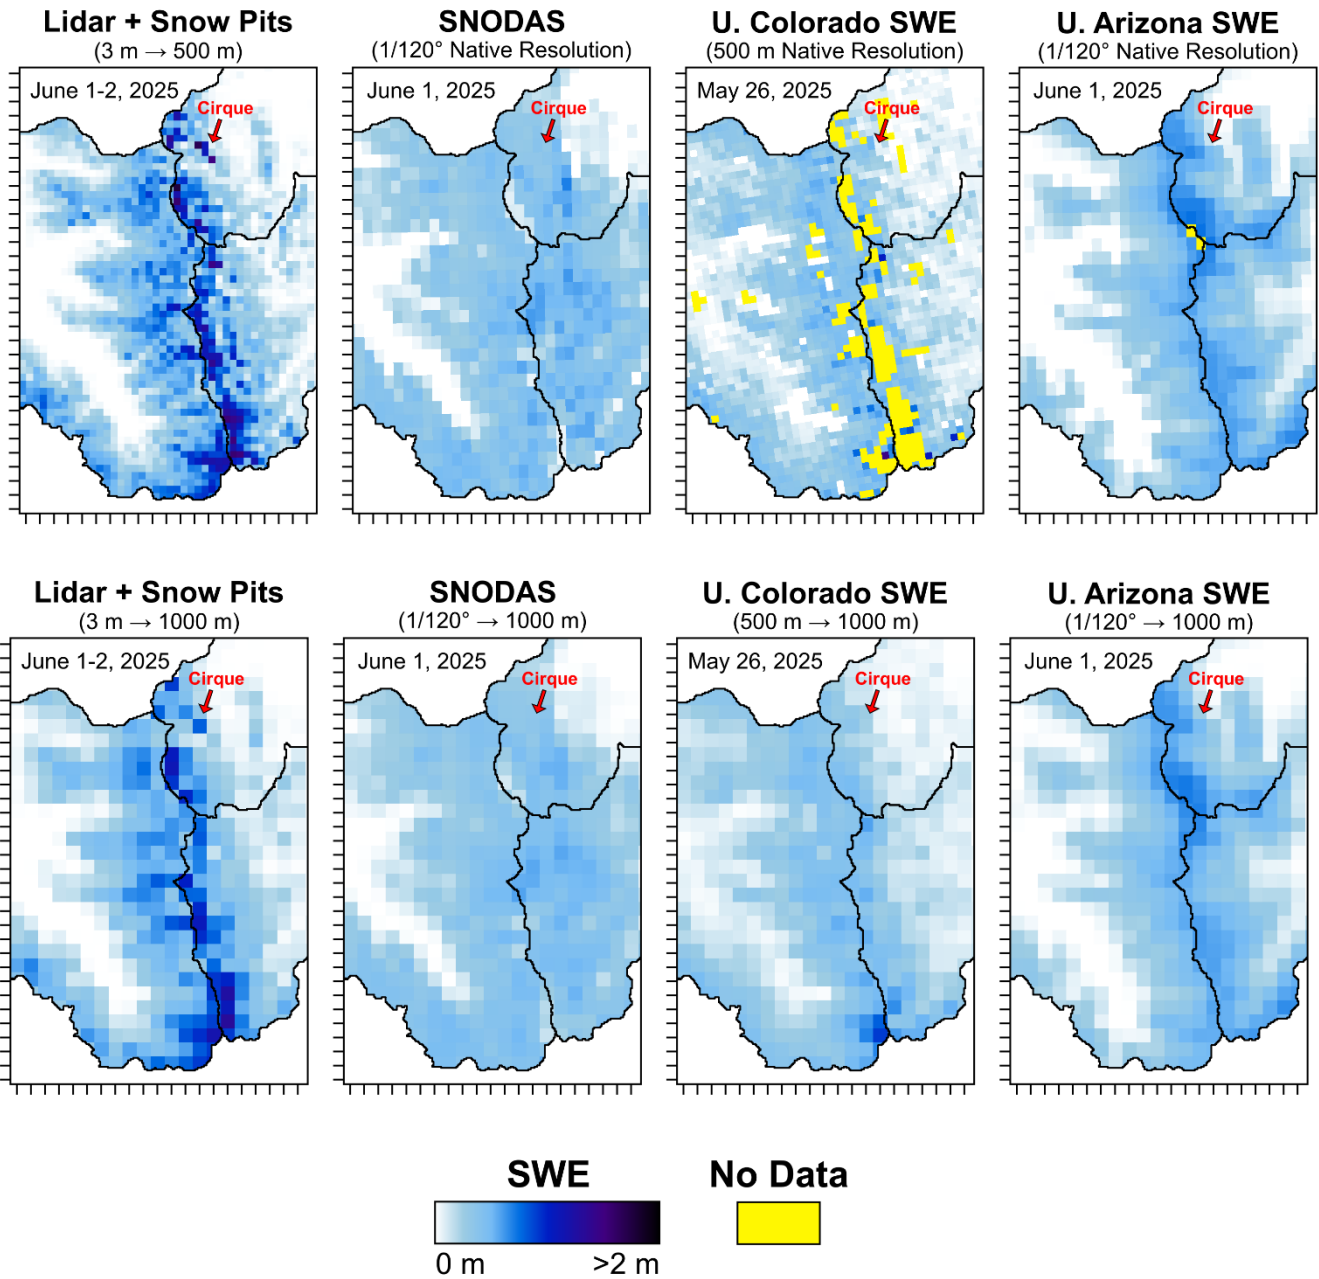 Lidar + Snow Pits
(3 m → 500 m)
SNODAS
(1/120° Native Resolution)
U. Colorado SWE
(500 m Native Resolution)
U. Arizona SWE
(1/120° Native Resolution)
June 1-2, 2025
Cirque
June 1, 2025
Cirque
May 26, 2025
Cirque
June 1, 2025
Cirque
Lidar + Snow Pits
(3 m → 1000 m)
SNODAS
(1/120° → 1000 m)
U. Colorado SWE
(500 m → 1000 m)
U. Arizona SWE
(1/120° → 1000 m)
June 1-2, 2025
Cirque
June 1, 2025
Cirque
May 26, 2025
Cirque
June 1, 2025
Cirque
SWE
No Data
0 m
>2 m